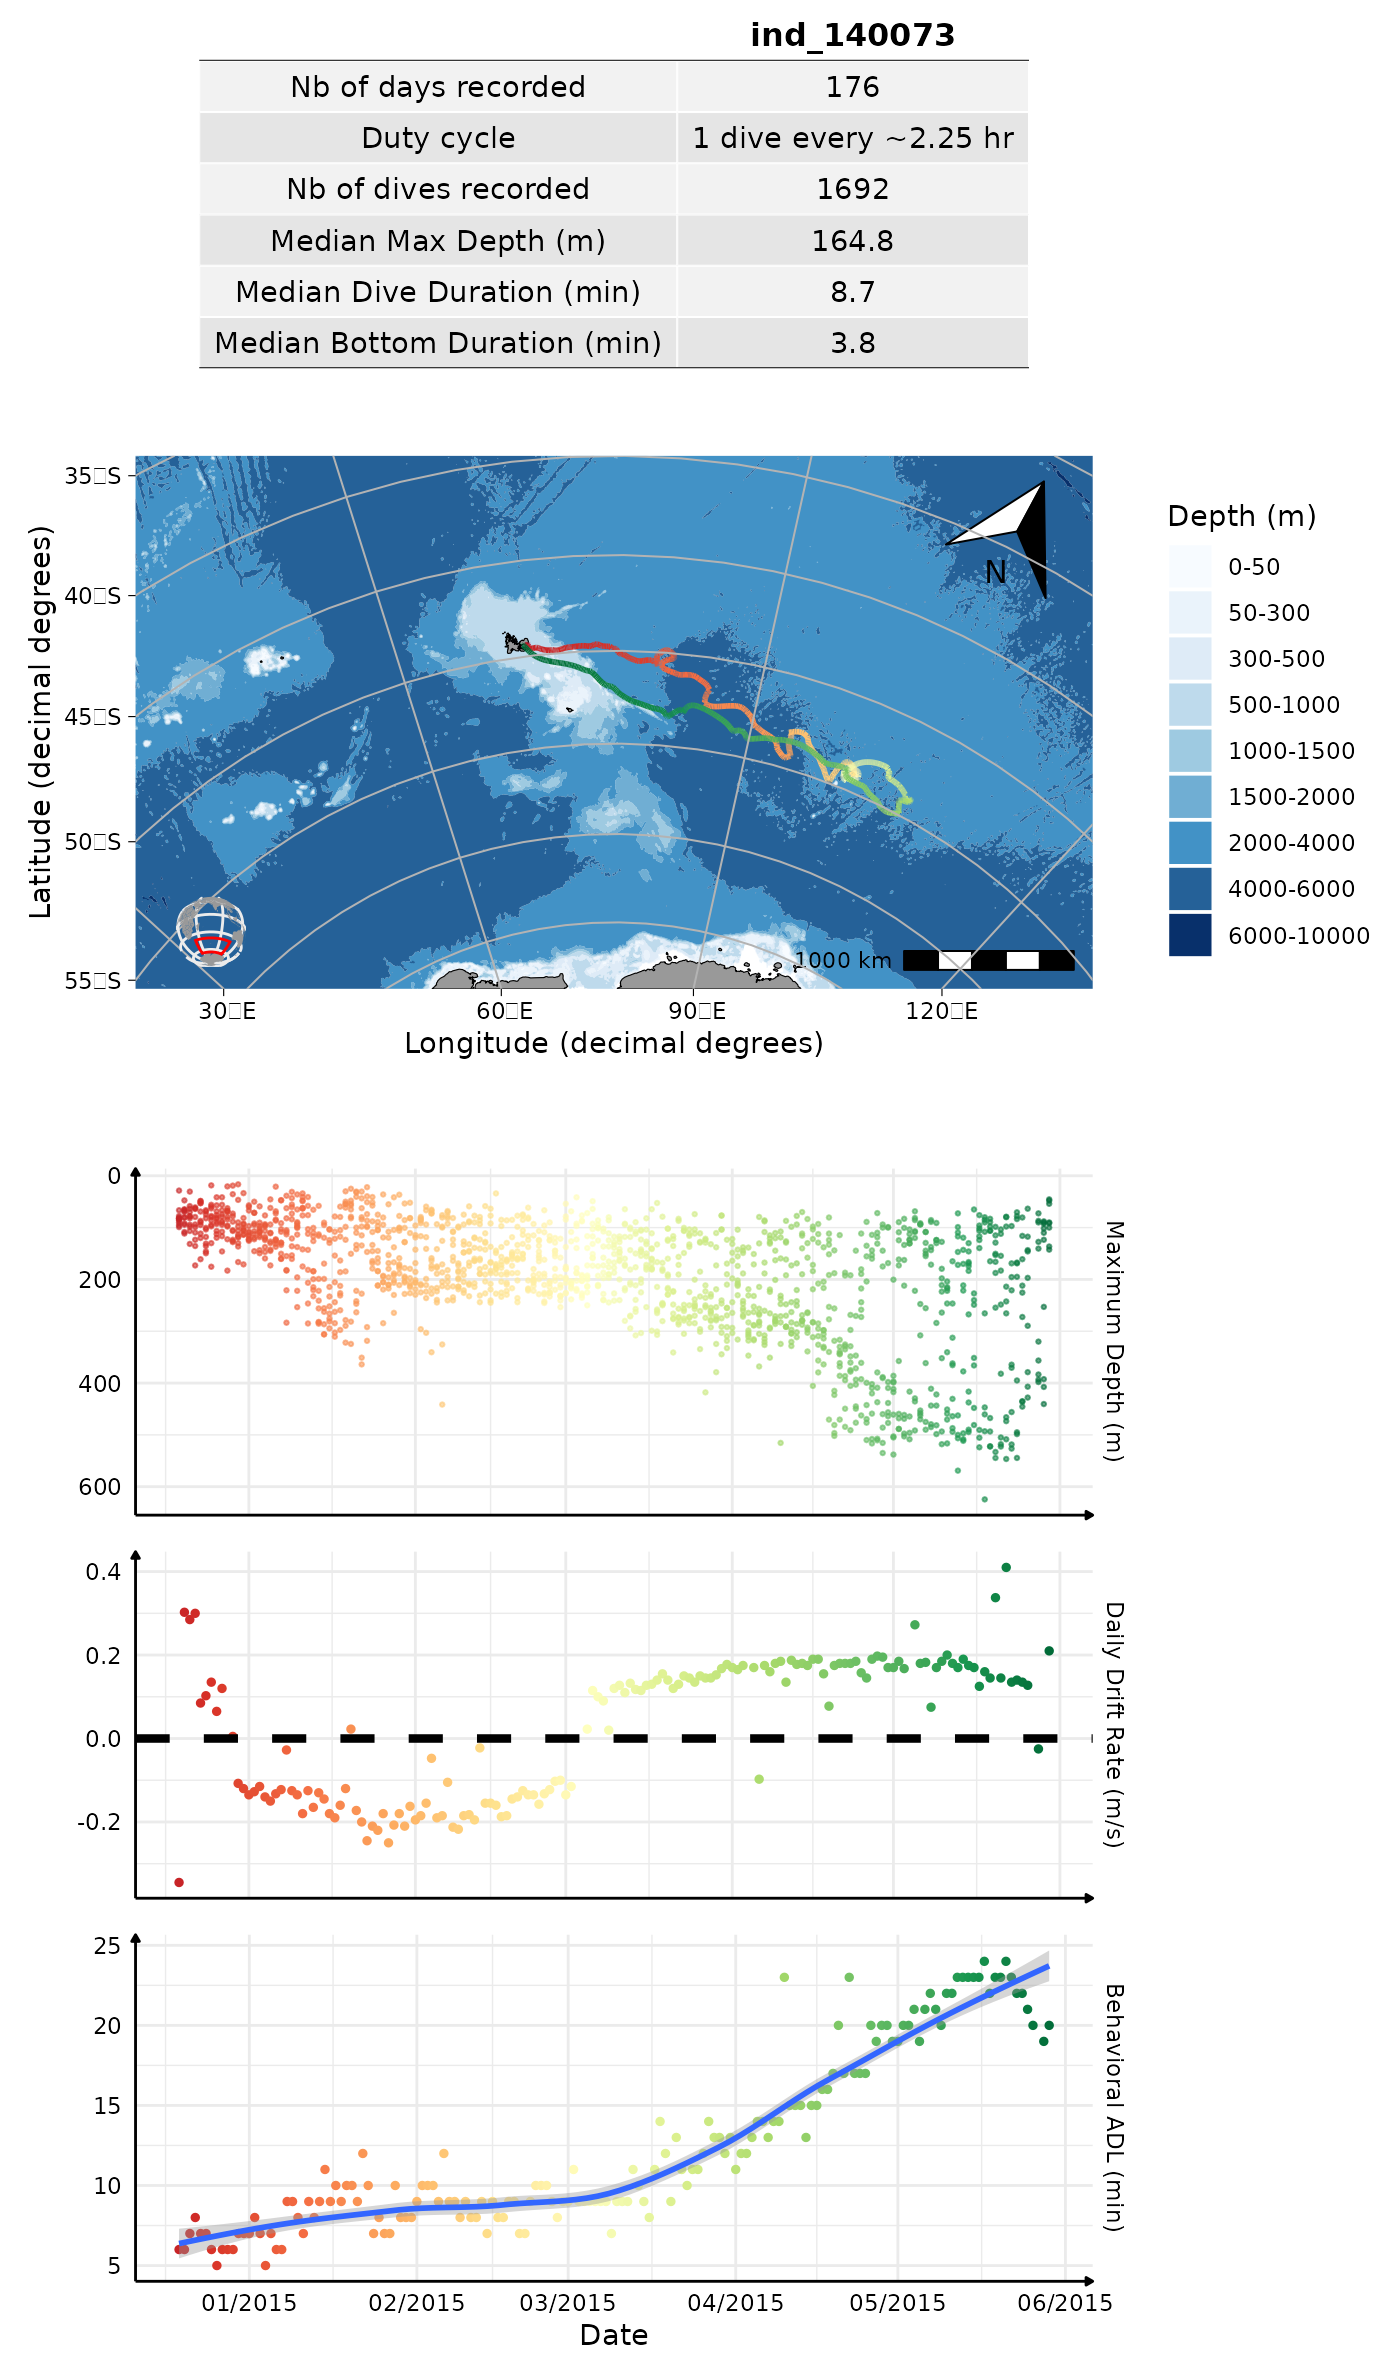 ind_140073
Nb of days recorded 176
Duty cycle 1 dive every ~2.25 hr
Nb of dives recorded 1692
Median Max Depth (m) 164.8
Median Dive Duration (min) 8.7
Median Bottom Duration (min) 3.8
Latitude (decimal degrees)
35□S
40□S
45□S
50□S
55□S
N
1000 km
30□E 60□E 90□E 120□E
Longitude (decimal degrees)
Depth (m)
0-50
50-300
300-500
500-1000
1000-1500
1500-2000
2000-4000
4000-6000
6000-10000
0
200
400
600
Maximum Depth (m)
0.4
0.2
0.0
-0.2
Daily Drift Rate (m/s)
25
20
15
10
5
Behavioral ADL (min)
01/2015 02/2015 03/2015 04/2015 05/2015 06/2015
Date